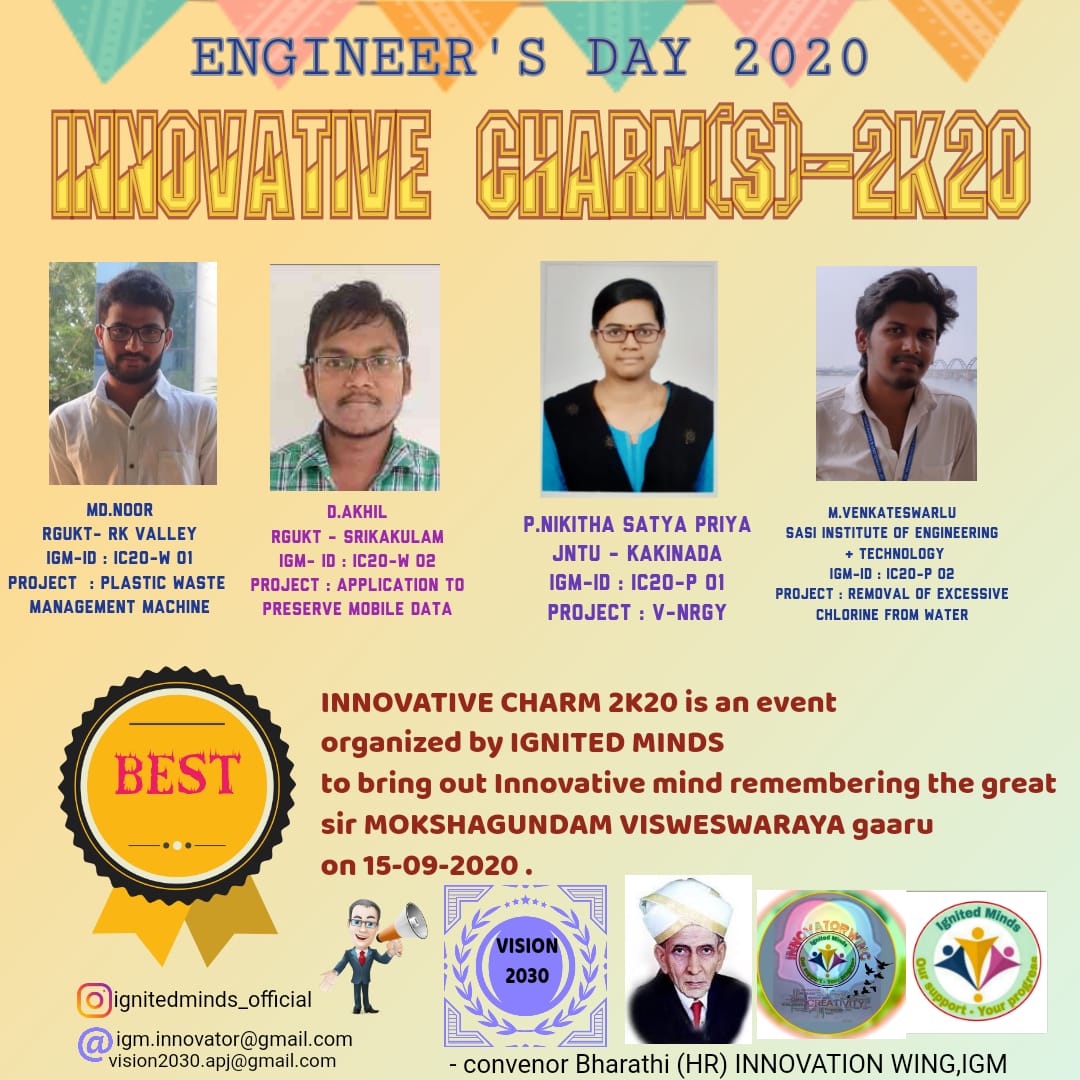 ENGINEER'S DAY 2020
INNOVATIVE CHARM(S)-2K20
MD.NOOR
RGUKT- RK VALLEY
IGM-ID : IC20-W 01
PROJECT : PLASTIC WASTE
MANAGEMENT MACHINE
D.AKHIL
RGUKT - SRIKAKULAM
IGM- ID : IC20-W 02
PROJECT : APPLICATION TO
PRESERVE MOBILE DATA
P.NIKITHA SATYA PRIYA
JNTU - KAKINADA
IGM-ID : IC20-P 01
PROJECT : V-NRGY
M.VENKATESWARLU
SASI INSTITUTE OF ENGINEERING
+ TECHNOLOGY
IGM-ID : IC20-P 02
PROJECT : REMOVAL OF EXCESSIVE
CHLORINE FROM WATER
BEST
INNOVATIVE CHARM 2K20 is an event
organized by IGNITED MINDS
to bring out Innovative mind remembering the great
sir MOKSHAGUNDAM VISWESWARAYA gaaru
on 15-09-2020 .
VISION
2030
Ignited Minds
CREATIVITY
Ignited Minds
Our support - Your progress
ignitedminds_official
@ igm.innovator@gmail.com
vision2030.apj@gmail.com
- convenor Bharathi (HR) INNOVATION WING,IGM